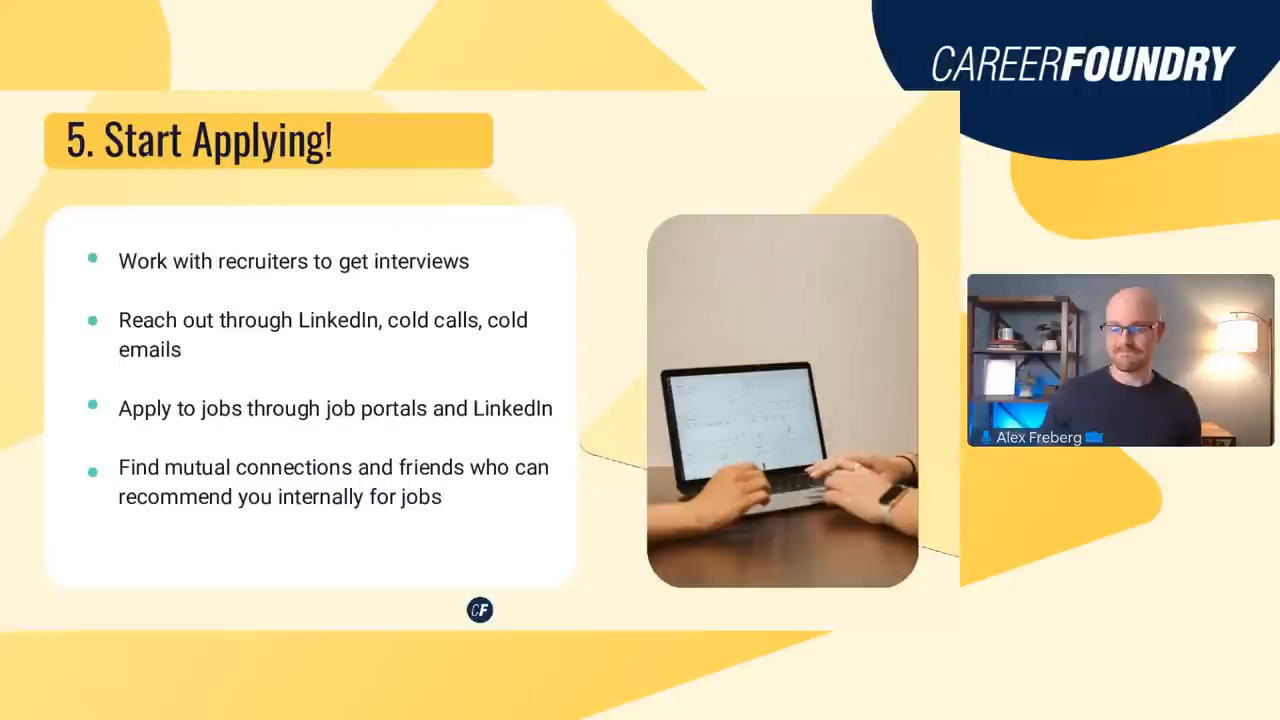 CAREERFOUNDRY
5. Start Applying!
Work with recruiters to get interviews
Reach out through LinkedIn, cold calls, cold
emails
Apply to jobs through job portals and LinkedIn
Find mutual connections and friends who can
recommend you internally for jobs
Alex Freberg
CF